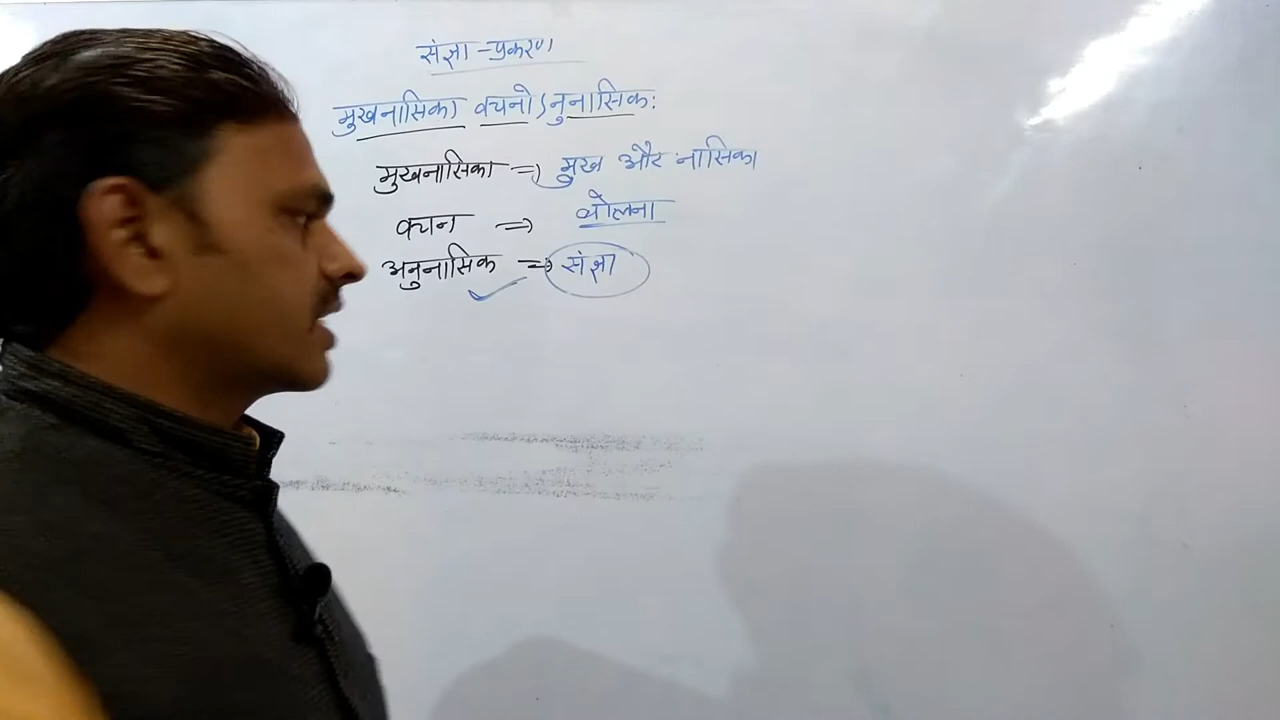 संज्ञा-प्रकरण
मुखनासिका वचनोऽनुनासिक:
मुखनासिका => मुख और नासिका
वचन => बोलना
अनुनासिक => संज्ञा